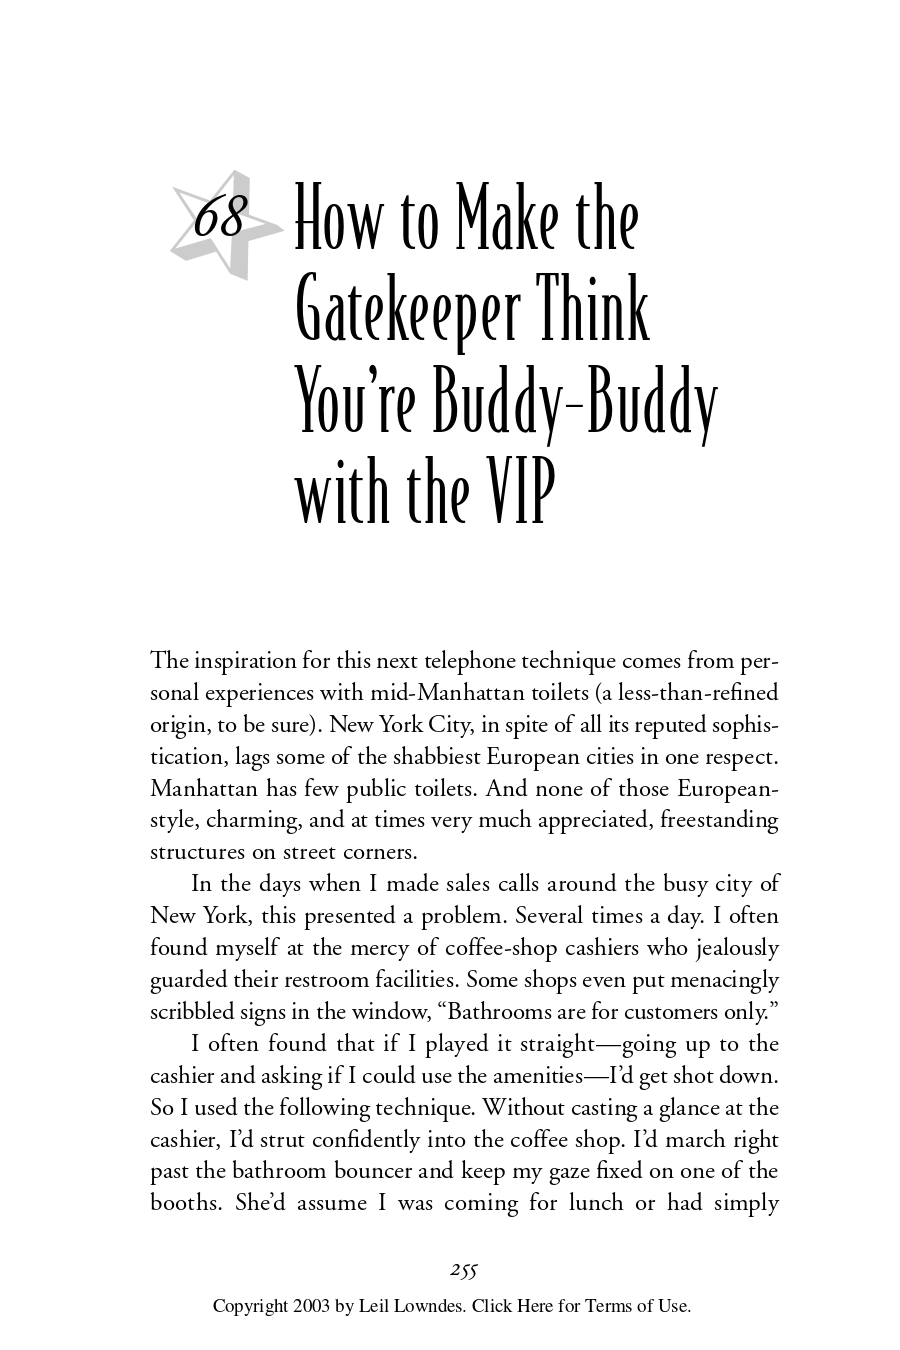 68
How to Make the
Gatekeeper Think
You’re Buddy-Buddy
with the VIP
The inspiration for this next telephone technique comes from per-
sonal experiences with mid-Manhattan toilets (a less-than-refined
origin, to be sure). New York City, in spite of all its reputed sophis-
tication, lags some of the shabbiest European cities in one respect.
Manhattan has few public toilets. And none of those European-
style, charming, and at times very much appreciated, freestanding
structures on street corners.
In the days when I made sales calls around the busy city of
New York, this presented a problem. Several times a day. I often
found myself at the mercy of coffee-shop cashiers who jealously
guarded their restroom facilities. Some shops even put menacingly
scribbled signs in the window, “Bathrooms are for customers only.”
I often found that if I played it straight—going up to the
cashier and asking if I could use the amenities—I’d get shot down.
So I used the following technique. Without casting a glance at the
cashier, I’d strut confidently into the coffee shop. I’d march right
past the bathroom bouncer and keep my gaze fixed on one of the
booths. She’d assume I was coming for lunch or had simply
255
Copyright 2003 by Leil Lowndes. Click Here for Terms of Use.